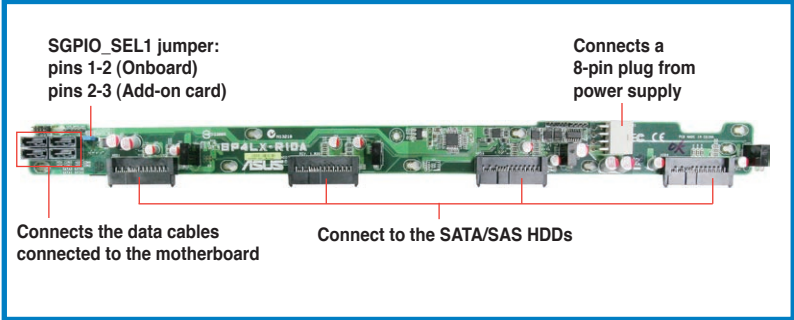 SGPIO_SEL1 jumper:
pins 1-2 (Onboard)
pins 2-3 (Add-on card)
Connects a
8-pin plug from
power supply
BP4LX-R10A
ASUS
Connects the data cables
connected to the motherboard
Connect to the SATA/SAS HDDs